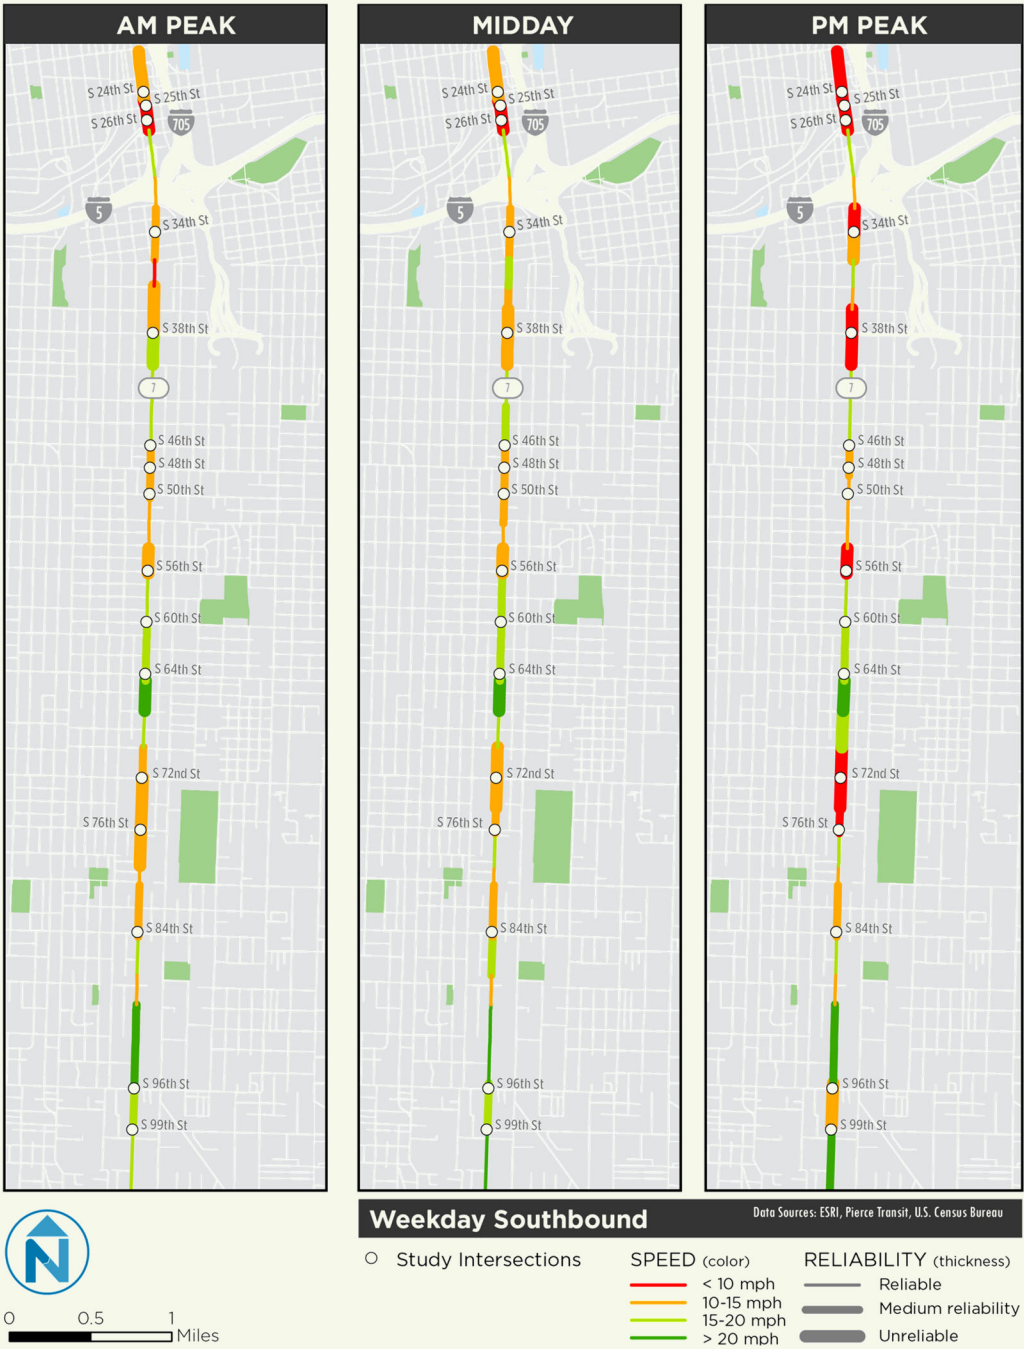 AM PEAK
S 24th St
S 25th St
S 26th St
705
5
S 34th St
S 38th St
7
S 46th St
S 48th St
S 50th St
S 56th St
S 60th St
S 64th St
S 72nd St
S 76th St
S 84th St
S 96th St
S 99th St
MIDDAY
S 24th St
S 25th St
S 26th St
705
5
S 34th St
S 38th St
7
S 46th St
S 48th St
S 50th St
S 56th St
S 60th St
S 64th St
S 72nd St
S 76th St
S 84th St
S 96th St
S 99th St
PM PEAK
S 24th St
S 25th St
S 26th St
705
5
S 34th St
S 38th St
7
S 46th St
S 48th St
S 50th St
S 56th St
S 60th St
S 64th St
S 72nd St
S 76th St
S 84th St
S 96th St
S 99th St
N
0 0.5 1
Miles
Weekday Southbound
Data Sources: ESRI, Pierce Transit, U.S. Census Bureau
Study Intersections
SPEED (color)
< 10 mph
10-15 mph
15-20 mph
> 20 mph
RELIABILITY (thickness)
Reliable
Medium reliability
Unreliable